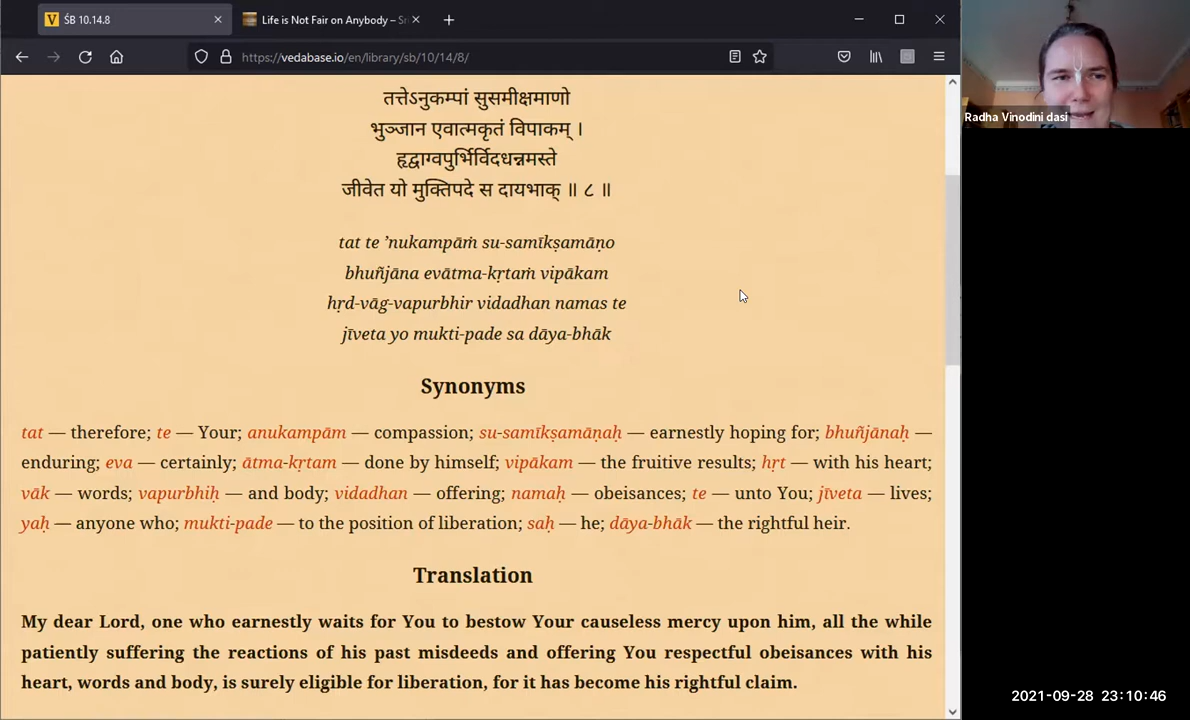 ŚB 10.14.8
Life is Not Fair on Anybody – Sri
https://vedabase.io/en/library/sb/10/14/8/
Radha Vinodini dasi
तत्तेऽनुकम्पां सुसमीक्षमाणो
भुञ्जान एवात्मकृतं विपाकम् ।
हृद्वाग्वपुर्भिर्विदधन्नमस्ते
जीवेत यो मुक्तिपदे स दायभाक् ॥ ८ ॥
tat te ’nukampāṁ su-samīkṣamāṇo
bhuñjāna evātma-kṛtaṁ vipākam
hṛd-vāg-vapurbhir vidadhan namas te
jīveta yo mukti-pade sa dāya-bhāk
Synonyms
tat — therefore; te — Your; anukampām — compassion; su-samīkṣamāṇaḥ — earnestly hoping for; bhuñjānaḥ —
enduring; eva — certainly; ātma-kṛtam — done by himself; vipākam — the fruitive results; hṛt — with his heart;
vāk — words; vapurbhiḥ — and body; vidadhan — offering; namaḥ — obeisances; te — unto You; jīveta — lives;
yaḥ — anyone who; mukti-pade — to the position of liberation; saḥ — he; dāya-bhāk — the rightful heir.
Translation
My dear Lord, one who earnestly waits for You to bestow Your causeless mercy upon him, all the while
patiently suffering the reactions of his past misdeeds and offering You respectful obeisances with his
heart, words and body, is surely eligible for liberation, for it has become his rightful claim.
2021-09-28 23:10:46